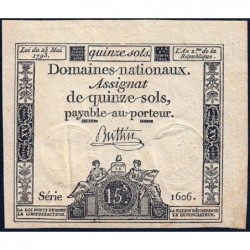 Loi du 23 Mai
1793.
quinze sols.
L'An 2.me de la
République.
Domaines nationaux.
Assignat
de quinze sols,
payable au porteur.
Buttin
Série
15s
1606.
LA LOI PUNIT DE MORT
LE CONTREFACTEUR.
LA NATION RÉCOMPENSE
LE DÉNONCIATEUR.